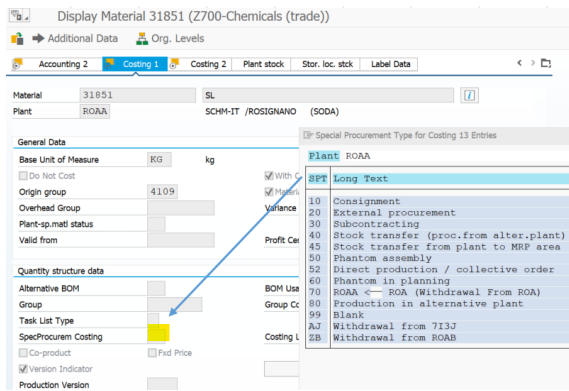 Display Material 31851 (Z700-Chemicals (trade))
Additional Data Org. Levels
Accounting 2 Costing 1 Costing 2 Plant stock Stor. loc. stck Label Data
Material 31851 SL
Plant ROAA SCHM-IT /ROSIGNANO (SODA)
General Data
Base Unit of Measure KG kg
Do Not Cost With
Origin group 4109
Overhead Group Variance
Plant-sp.matl status
Valid from Profit Cen
Quantity structure data
Alternative BOM BOM Usa
Group Group Co
Task List Type
SpecProcurem Costing Costing L
Co-product Fxd Price
Version Indicator
Production Version
Special Procurement Type for Costing 13 Entries
Plant ROAA
SPT Long Text
10 Consignment
20 External procurement
30 Subcontracting
40 Stock transfer (proc.from alter.plant)
45 Stock transfer from plant to MRP area
50 Phantom assembly
52 Direct production / collective order
60 Phantom in planning
70 ROAA <── ROA (Withdrawal From ROA)
80 Production in alternative plant
99 Blank
AJ Withdrawal from 7I3J
ZB Withdrawal from ROAB